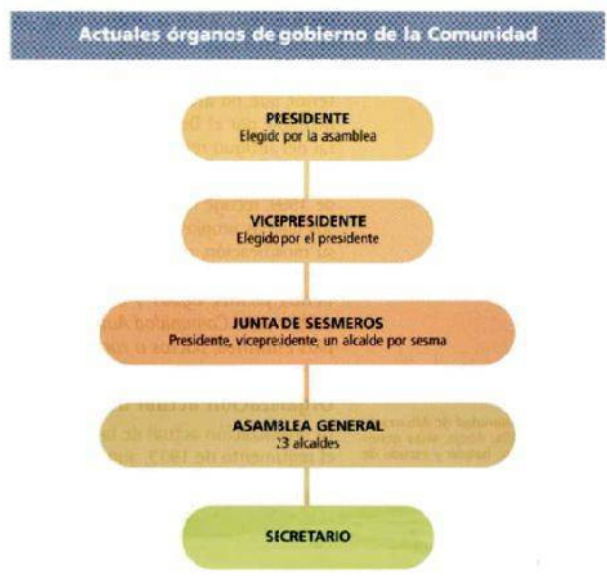 Actuales órganos de gobierno de la Comunidad
PRESIDENTE
Elegido por la asamblea
VICEPRESIDENTE
Elegido por el presidente
JUNTA DE SESMEROS
Presidente, vicepresidente, un alcalde por sesma
ASAMBLEA GENERAL
23 alcaldes
SECRETARIO